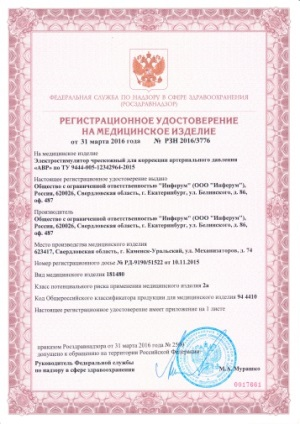 ФЕДЕРАЛЬНАЯ СЛУЖБА ПО НАДЗОРУ В СФЕРЕ ЗДРАВООХРАНЕНИЯ
(РОСЗДРАВНАДЗОР)
РЕГИСТРАЦИОННОЕ УДОСТОВЕРЕНИЕ
НА МЕДИЦИНСКОЕ ИЗДЕЛИЕ
от 31 марта 2016 года № РЗН 2016/3776
На медицинское изделие
Электростимулятор чрескожный для коррекции артериального давления
«АВР» по ТУ 9444-005-12342964-2015
Настоящее регистрационное удостоверение выдано
Общество с ограниченной ответственностью "Инферум" (ООО "Инферум"),
Россия, 620026, Свердловская область, г. Екатеринбург, ул. Белинского, д. 86,
оф. 487
Производитель
Общество с ограниченной ответственностью "Инферум" (ООО "Инферум"),
Россия, 620026, Свердловская область, г. Екатеринбург, ул. Белинского, д. 86,
оф. 487
Место производства медицинского изделия
623417, Свердловская область, г. Каменск-Уральский, ул. Механизаторов, д. 74
Номер регистрационного досье № РД-9190/51522 от 10.11.2015
Вид медицинского изделия 181480
Класс потенциального риска применения медицинского изделия 2а
Код Общероссийского классификатора продукции для медицинского изделия 94 4410
Настоящее регистрационное удостоверение имеет приложение на 1 листе
приказом Росздравнадзора от 31 марта 2016 года №
допущено к обращению на территории Российской Федерации.
Руководитель Федеральной службы
по надзору в сфере здравоохранения
М.А. Мурашко
0017081